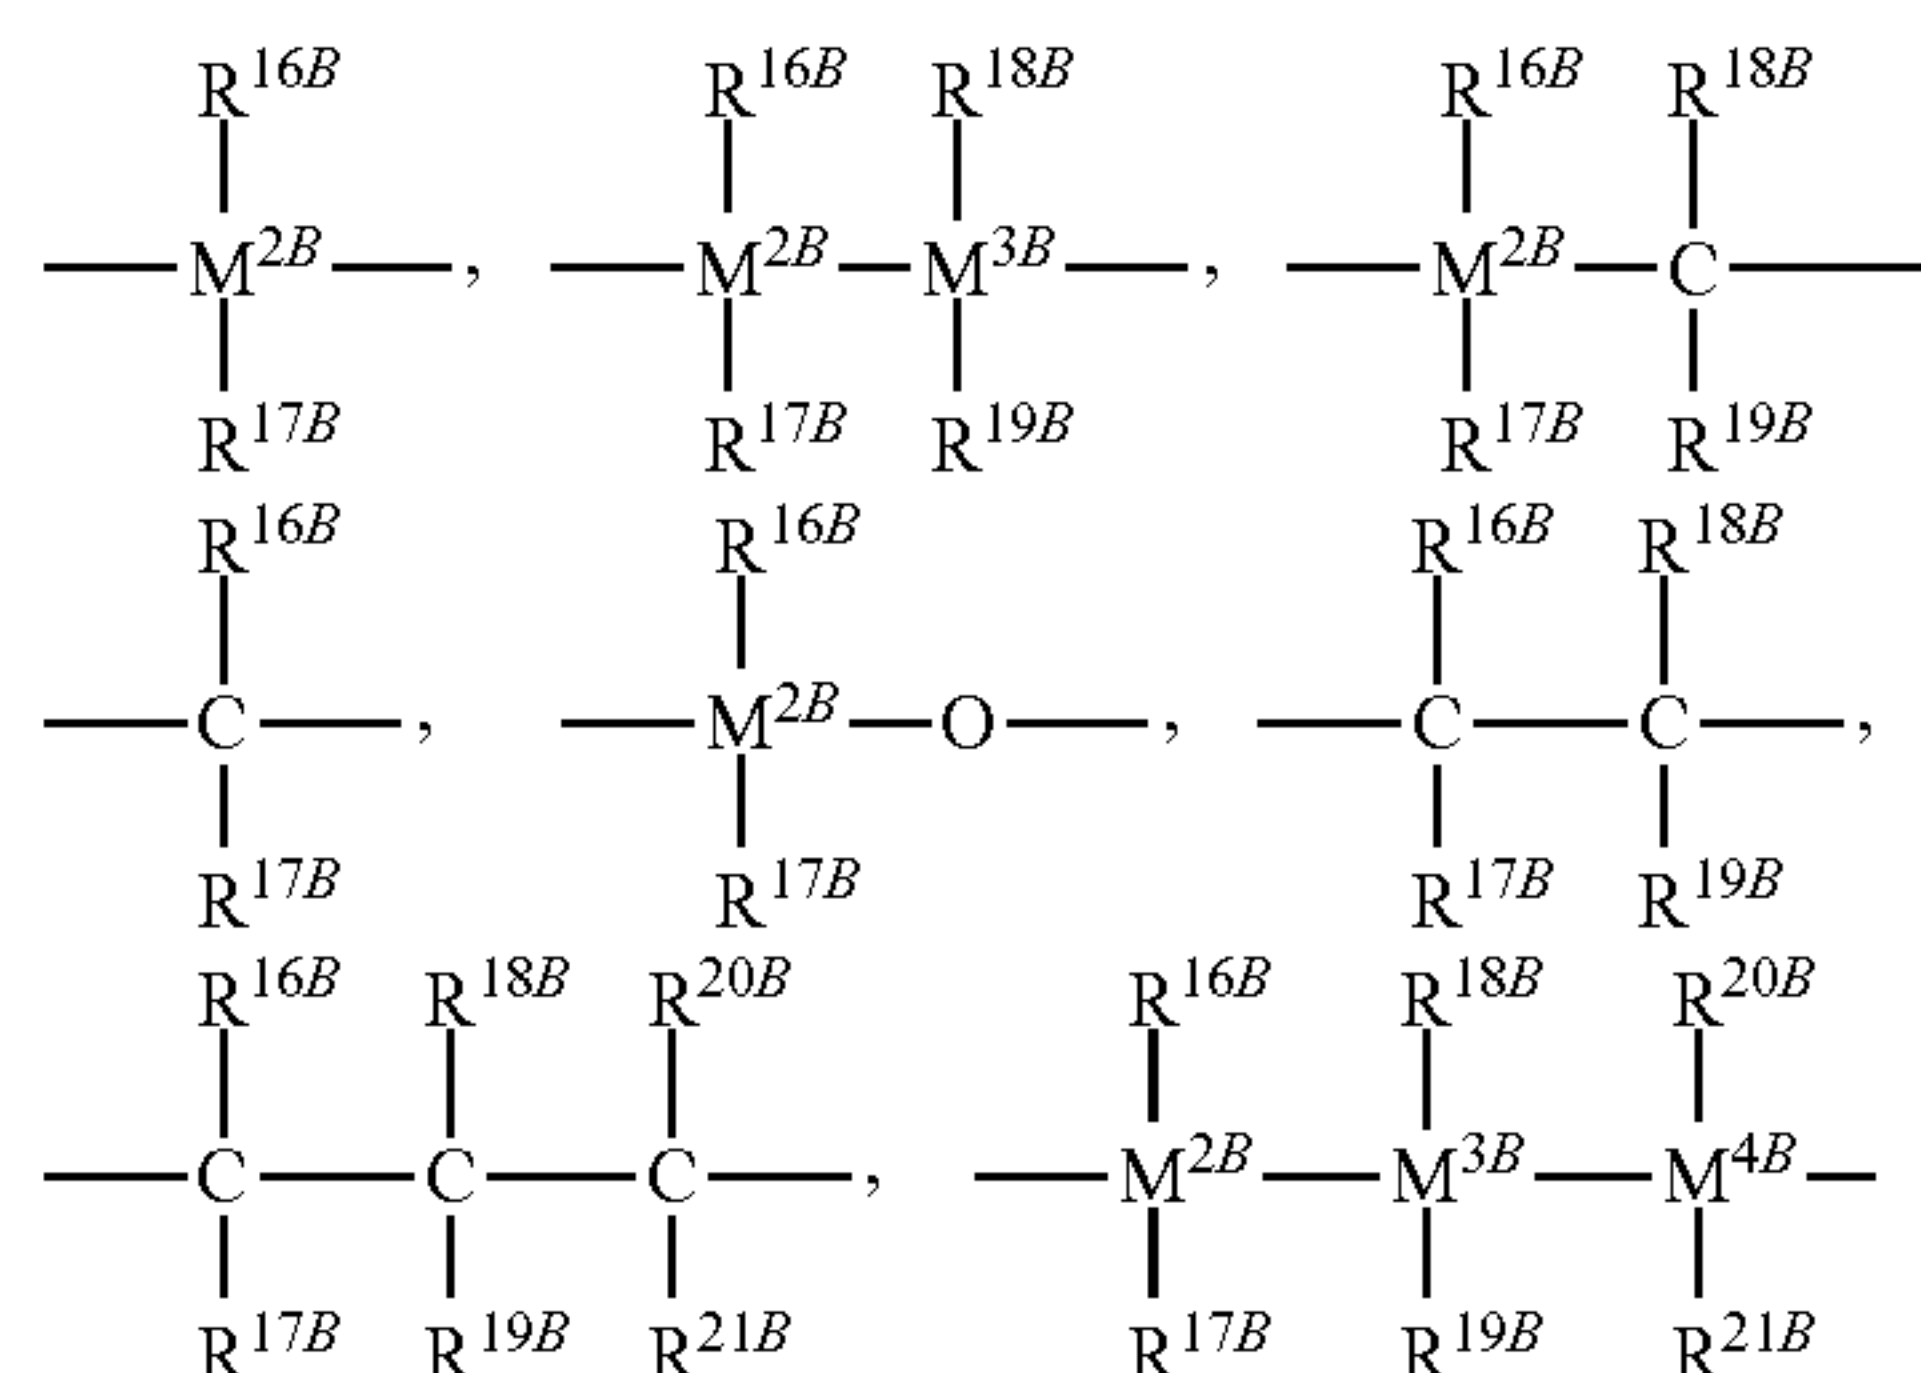 R16B R16B R18B R16B R18B
M2B , M2B M3B , M2B C
R17B R17B R19B R17B R19B
R16B R16B R16B R18B
C , M2B O , C C ,
R17B R17B R17B R19B
R16B R18B R20B R16B R18B R20B
C C C , M2B M3B M4B
R17B R19B R21B R17B R19B R21B